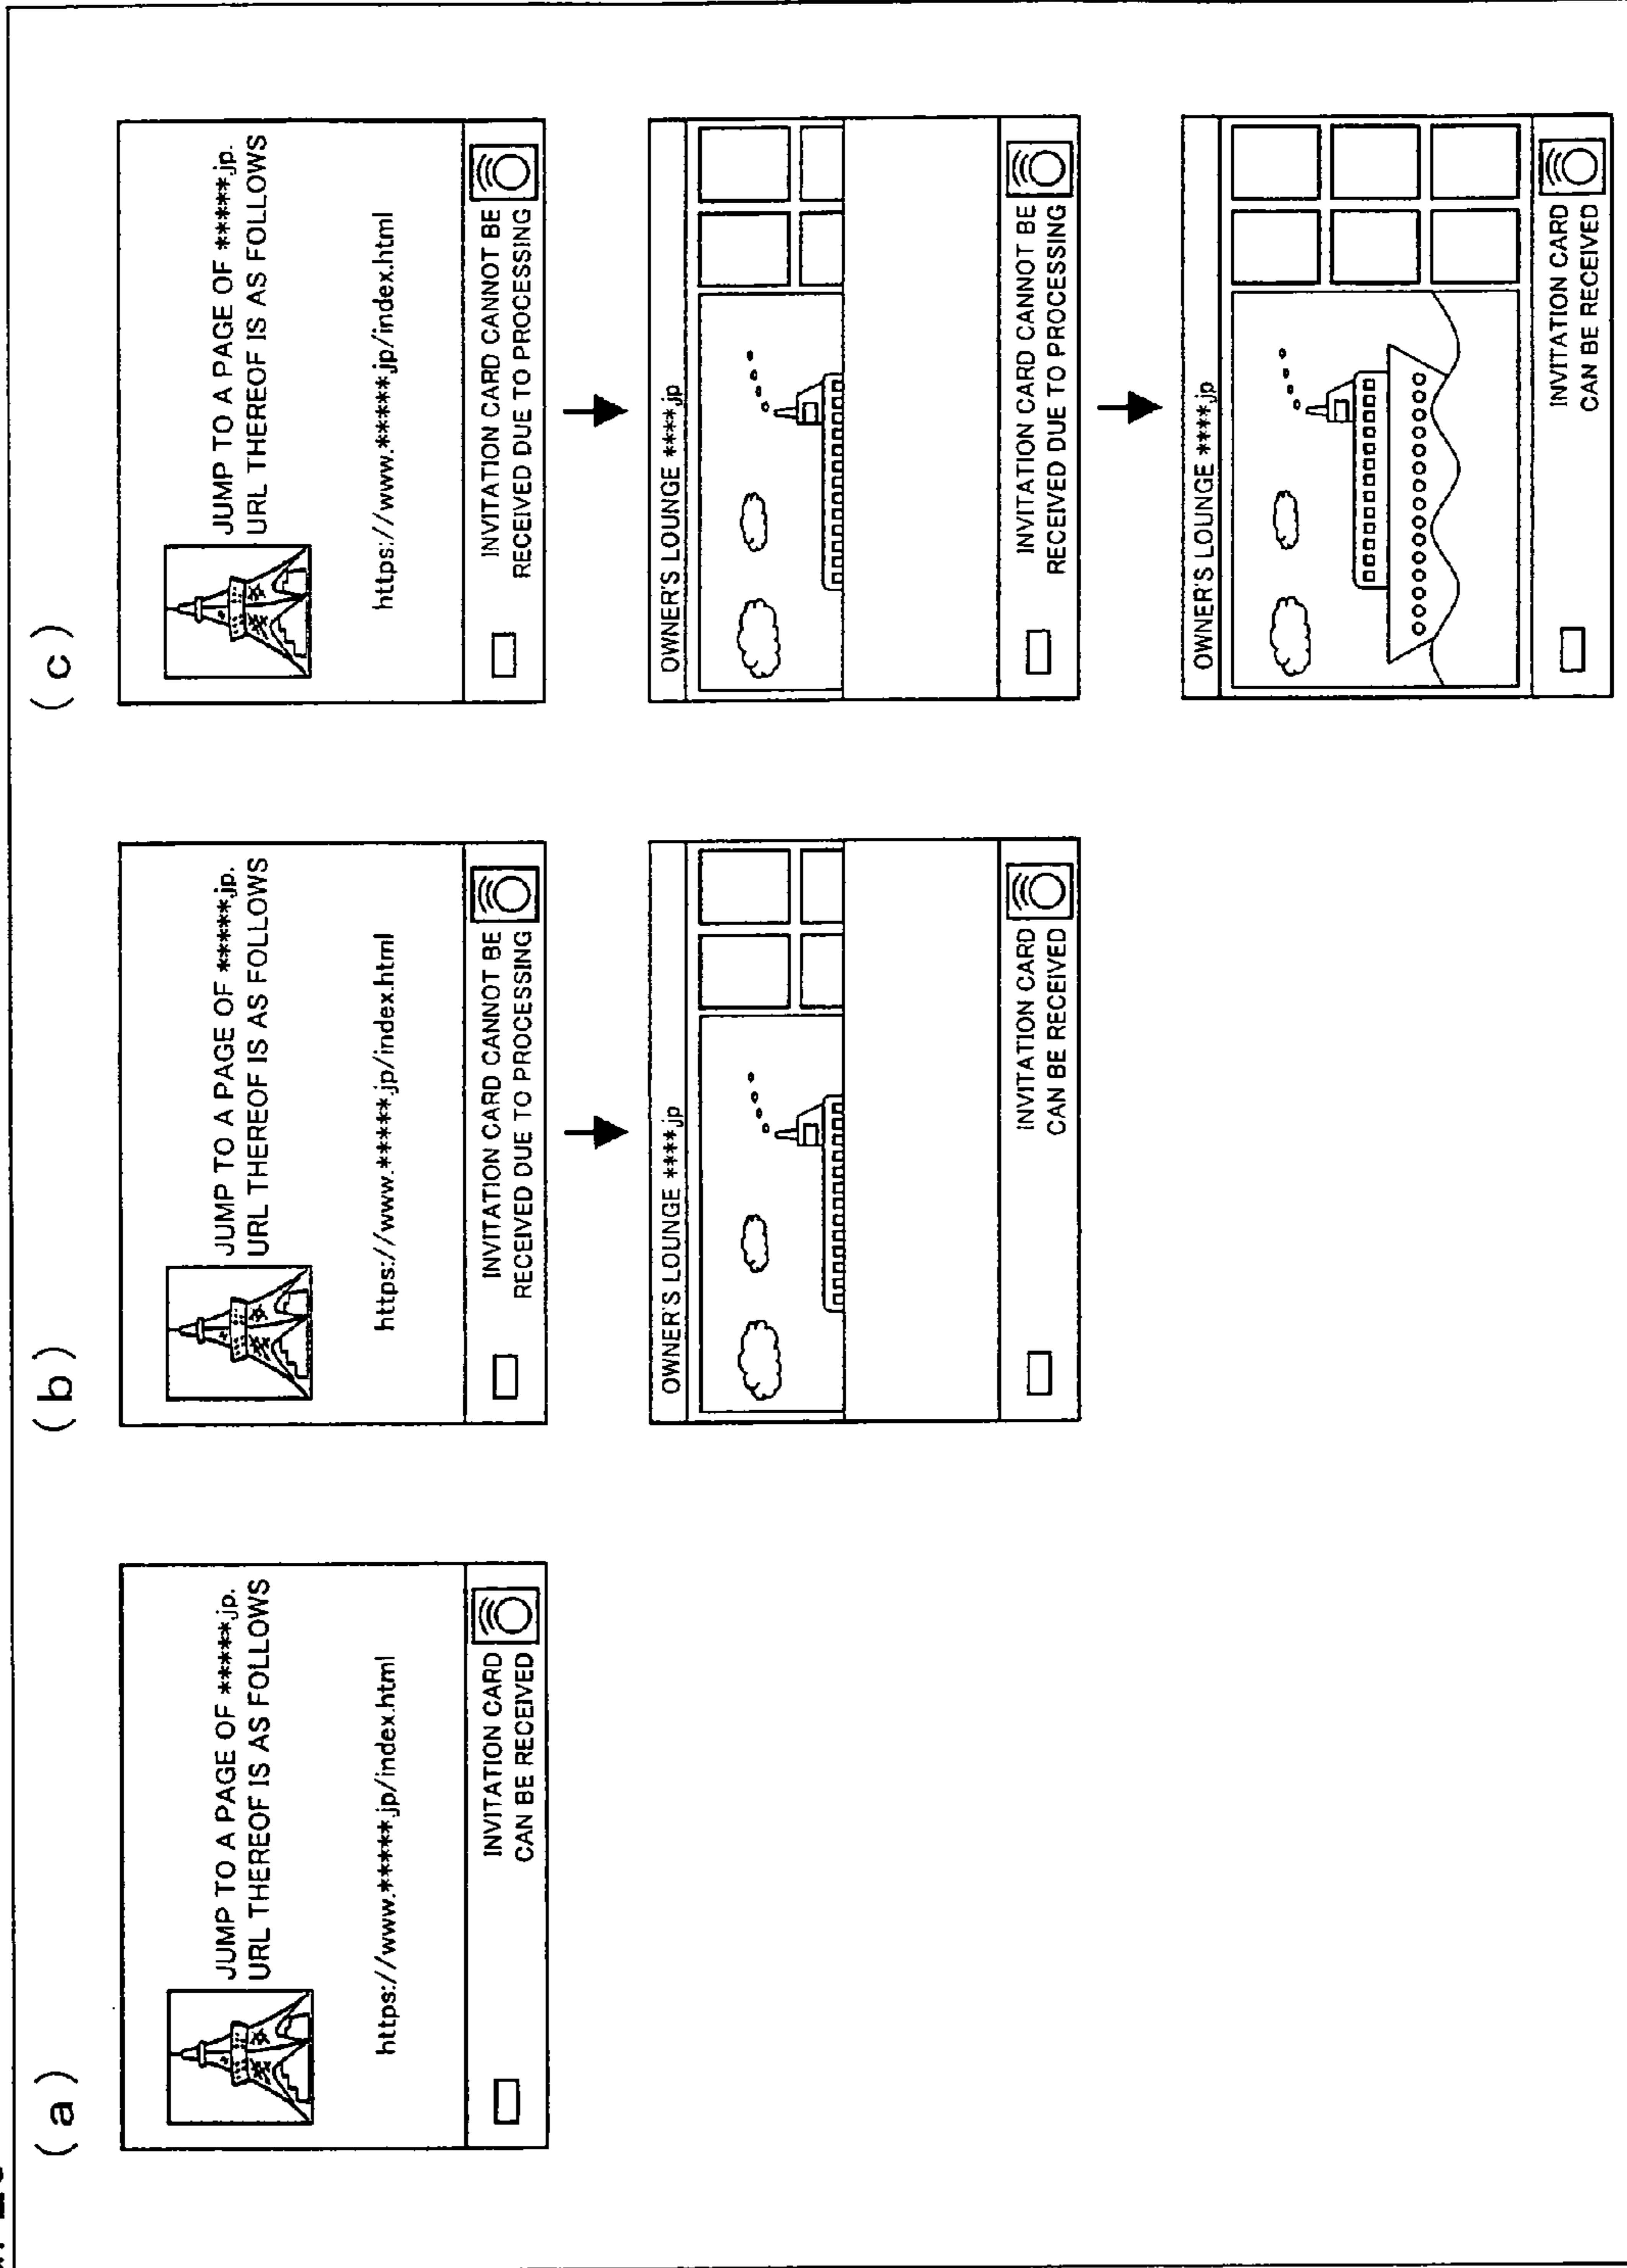 (a)
JUMP TO A PAGE OF *****.jp.
URL THEREOF IS AS FOLLOWS
https://www.*****.jp/index.html
INVITATION CARD
CAN BE RECEIVED
(b)
JUMP TO A PAGE OF *****.jp.
URL THEREOF IS AS FOLLOWS
https://www.*****.jp/index.html
INVITATION CARD CANNOT BE
RECEIVED DUE TO PROCESSING
OWNER'S LOUNGE ****.jp
INVITATION CARD
CAN BE RECEIVED
(c)
JUMP TO A PAGE OF *****.jp.
URL THEREOF IS AS FOLLOWS
https://www.*****.jp/index.html
INVITATION CARD CANNOT BE
RECEIVED DUE TO PROCESSING
OWNER'S LOUNGE ****.jp
INVITATION CARD CANNOT BE
RECEIVED DUE TO PROCESSING
OWNER'S LOUNGE ****.jp
INVITATION CARD
CAN BE RECEIVED